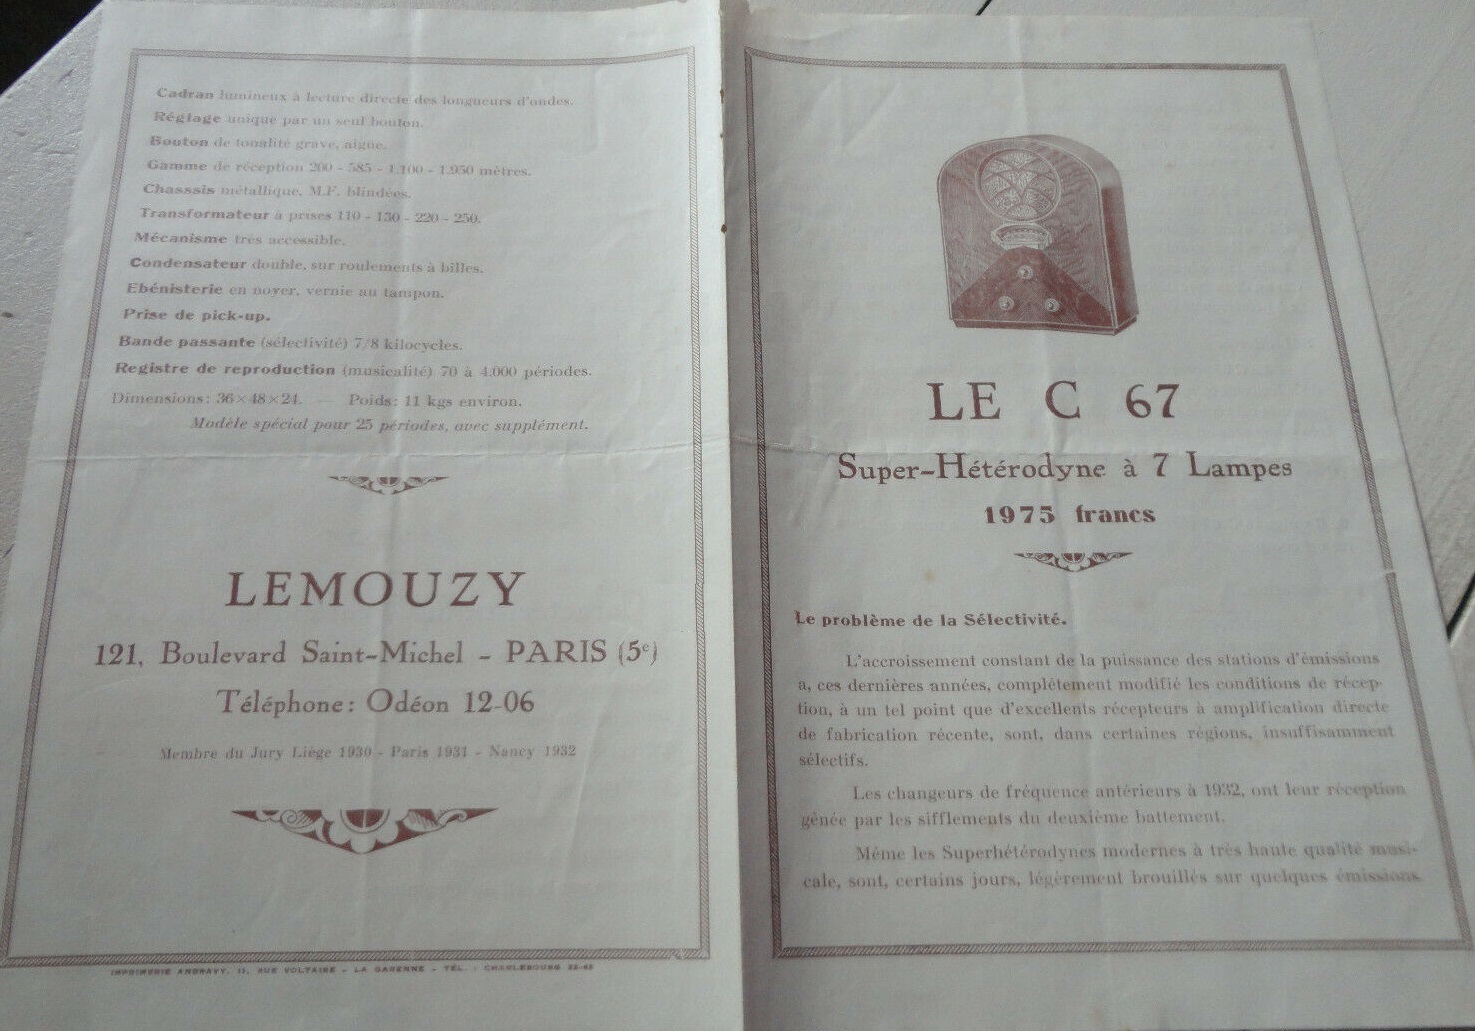 Cadran lumineux à lecture directe des longueurs d'ondes.
Réglage unique par un seul bouton.
Bouton de tonalité grave, aigue.
Gamme de réception 200 - 585 - 1.100 - 1.950 mètres.
Chasssis métallique, M.F. blindées.
Transformateur à prises 110 - 130 - 220 - 250.
Mécanisme très accessible.
Condensateur double, sur roulements à billes.
Ebénisterie en noyer, vernie au tampon.
Prise de pick-up.
Bande passante (sélectivité) 7/8 kilocycles.
Registre de reproduction (musicalité) 70 à 4.000 périodes.
Dimensions: 36×48×24. — Poids: 11 kgs environ.
Modèle spécial pour 25 périodes, avec supplément.
LEMOUZY
121, Boulevard Saint-Michel - PARIS (5e)
Téléphone: Odéon 12-06
Membre du Jury Liège 1930 - Paris 1931 - Nancy 1932
IMPRIMERIE ANDRAVY, 11, RUE VOLTAIRE - LA GARENNE - TÉL. : CHARLEBOURG
LE C 67
Super-Hétérodyne à 7 Lampes
1975 francs
Le problème de la Sélectivité.
L'accroissement constant de la puissance des stations d'émissions
a, ces dernières années, complètement modifié les conditions de récep-
tion, à un tel point que d'excellents récepteurs à amplification directe
de fabrication récente, sont, dans certaines régions, insuffisamment
sélectifs.
Les changeurs de fréquence antérieurs à 1932, ont leur réception
gênée par les sifflements du deuxième battement.
Même les Superhétérodynes modernes à très haute qualité musi-
cale, sont, certains jours, légèrement brouillés sur quelques émissions